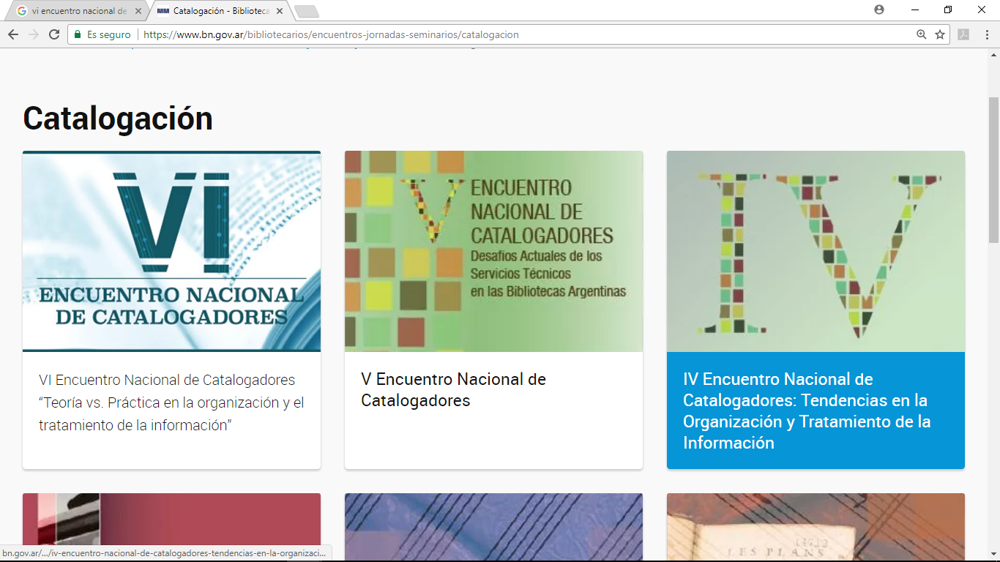 vi encuentro nacional de
Catalogación - Biblioteca
Es seguro
https://www.bn.gov.ar/bibliotecarios/encuentros-jornadas-seminarios/catalogacion
Catalogación
VI
ENCUENTRO NACIONAL
DE CATALOGADORES
VI Encuentro Nacional de Catalogadores
“Teoría vs. Práctica en la organización y el
tratamiento de la información”
V ENCUENTRO
NACIONAL DE
CATALOGADORES
Desafíos Actuales de los
Servicios Técnicos
en las Bibliotecas Argentinas
V Encuentro Nacional de
Catalogadores
IV
IV Encuentro Nacional de
Catalogadores: Tendencias en la
Organización y Tratamiento de la
Información
LES PLANS
bn.gov.ar/.../iv-encuentro-nacional-de-catalogadores-tendencias-en-la-organizaci...